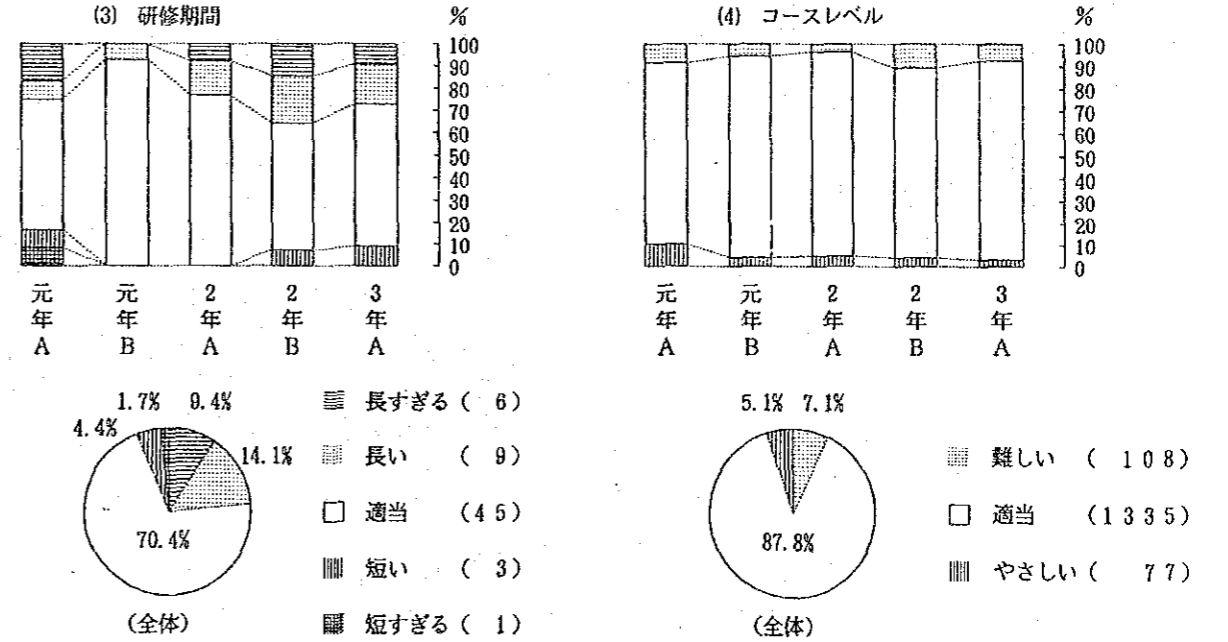 (3) 研修期間
%
100
90
80
70
60
50
40
30
20
10
0
元年A
元年B
2年A
2年B
3年A
1.7% 9.4%
4.4%
14.1%
70.4%
(全体)
長すぎる ( 6)
長い ( 9)
適当 (45)
短い ( 3)
短すぎる ( 1)
(4) コースレベル
%
100
90
80
70
60
50
40
30
20
10
0
元年A
元年B
2年A
2年B
3年A
5.1% 7.1%
87.8%
(全体)
難しい ( 108)
適当 (1335)
やさしい ( 77)